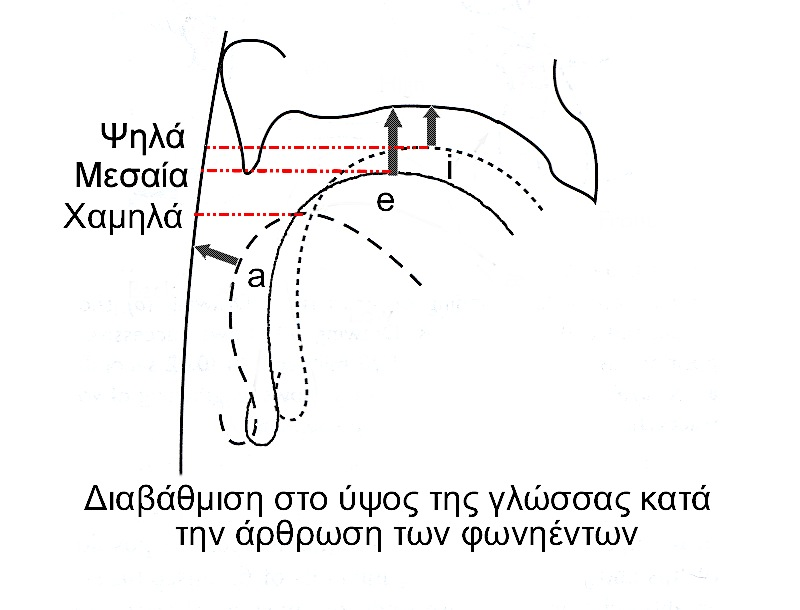 Ψηλά
Μεσαία
Χαμηλά
i
e
a
Διαβάθμιση στο ύψος της γλώσσας κατά
την άρθρωση των φωνηέντων